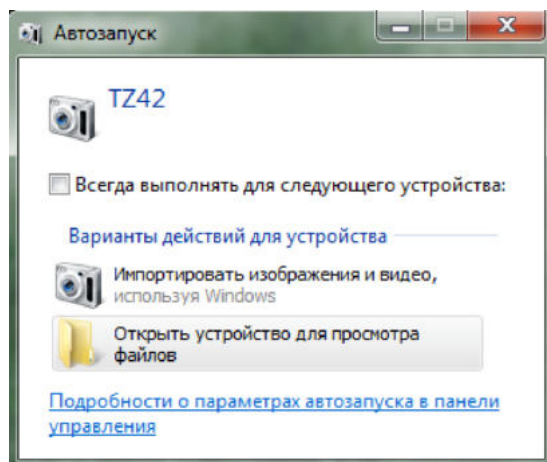 Автозапуск
TZ42
Всегда выполнять для следующего устройства:
Варианты действий для устройства
Импортировать изображения и видео,
используя Windows
Открыть устройство для просмотра
файлов
Подробности о параметрах автозапуска в панели
управления